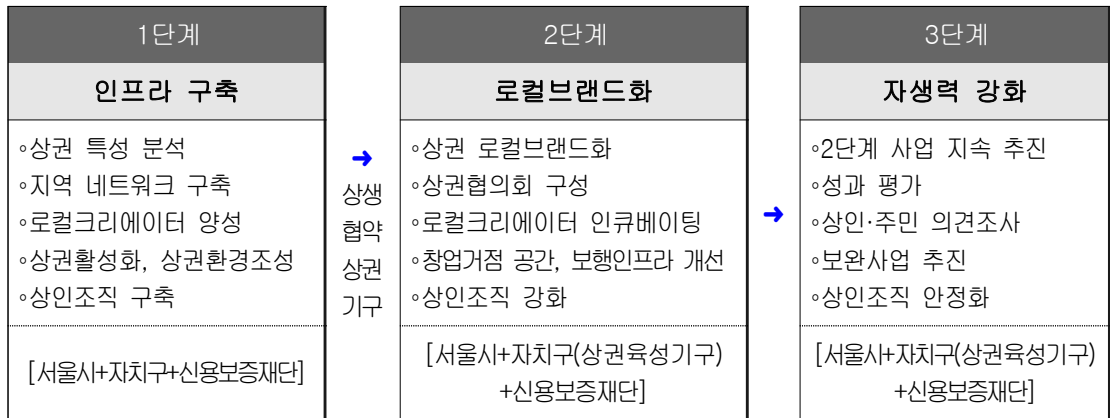 1단계
인프라 구축
◦상권 특성 분석
◦지역 네트워크 구축
◦로컬크리에이터 양성
◦상권활성화, 상권환경조성
◦상인조직 구축
[서울시+자치구+신용보증재단]
➜
상생
협약
상권
기구
2단계
로컬브랜드화
◦상권 로컬브랜드화
◦상권협의회 구성
◦로컬크리에이터 인큐베이팅
◦창업거점 공간, 보행인프라 개선
◦상인조직 강화
[서울시+자치구(상권육성기구)
+신용보증재단]
➜
3단계
자생력 강화
◦2단계 사업 지속 추진
◦성과 평가
◦상인·주민 의견조사
◦보완사업 추진
◦상인조직 안정화
[서울시+자치구(상권육성기구)
+신용보증재단]